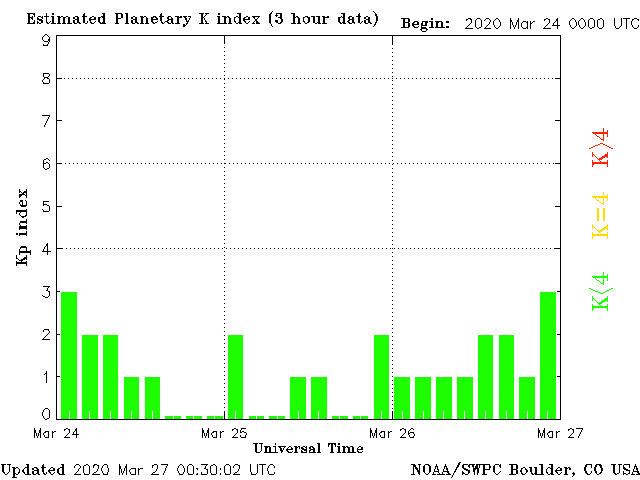 Estimated Planetary K index (3 hour data)
Begin: 2020 Mar 24 0000 UTC
9
8
7
6
5
4
3
2
1
0
Kp index
K>4
K=4
K<4
Mar 24
Mar 25
Mar 26
Mar 27
Universal Time
Updated 2020 Mar 27 00:30:02 UTC
NOAA/SWPC Boulder, CO USA